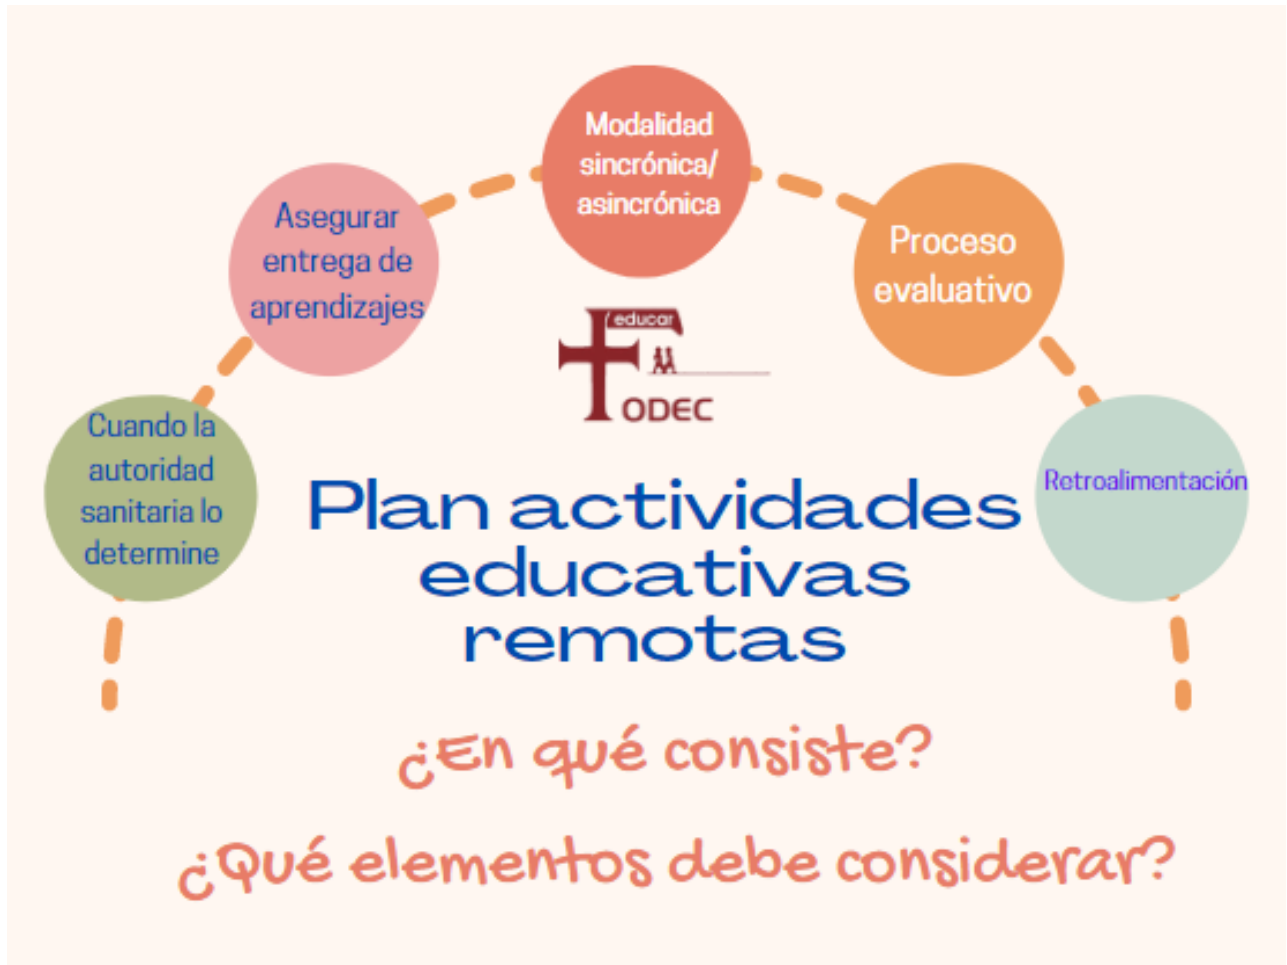 Modalidad
sincrónica/
asincrónica
Asegurar
entrega de
aprendizajes
Proceso
evaluativo
Cuando la
autoridad
sanitaria lo
determine
Retroalimentación
educar
FODEC
Plan actividades
educativas
remotas
¿En qué consiste?
¿Qué elementos debe considerar?